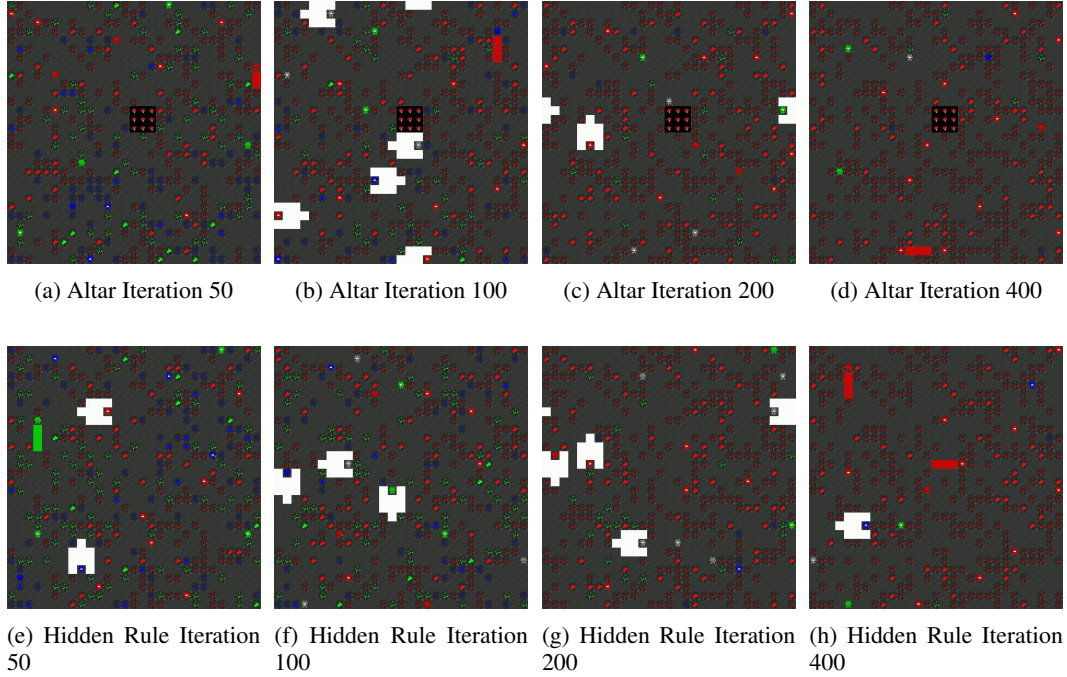 (a) Altar Iteration 50
(b) Altar Iteration 100
(c) Altar Iteration 200
(d) Altar Iteration 400
(e) Hidden Rule Iteration
50
(f) Hidden Rule Iteration
100
(g) Hidden Rule Iteration
200
(h) Hidden Rule Iteration
400